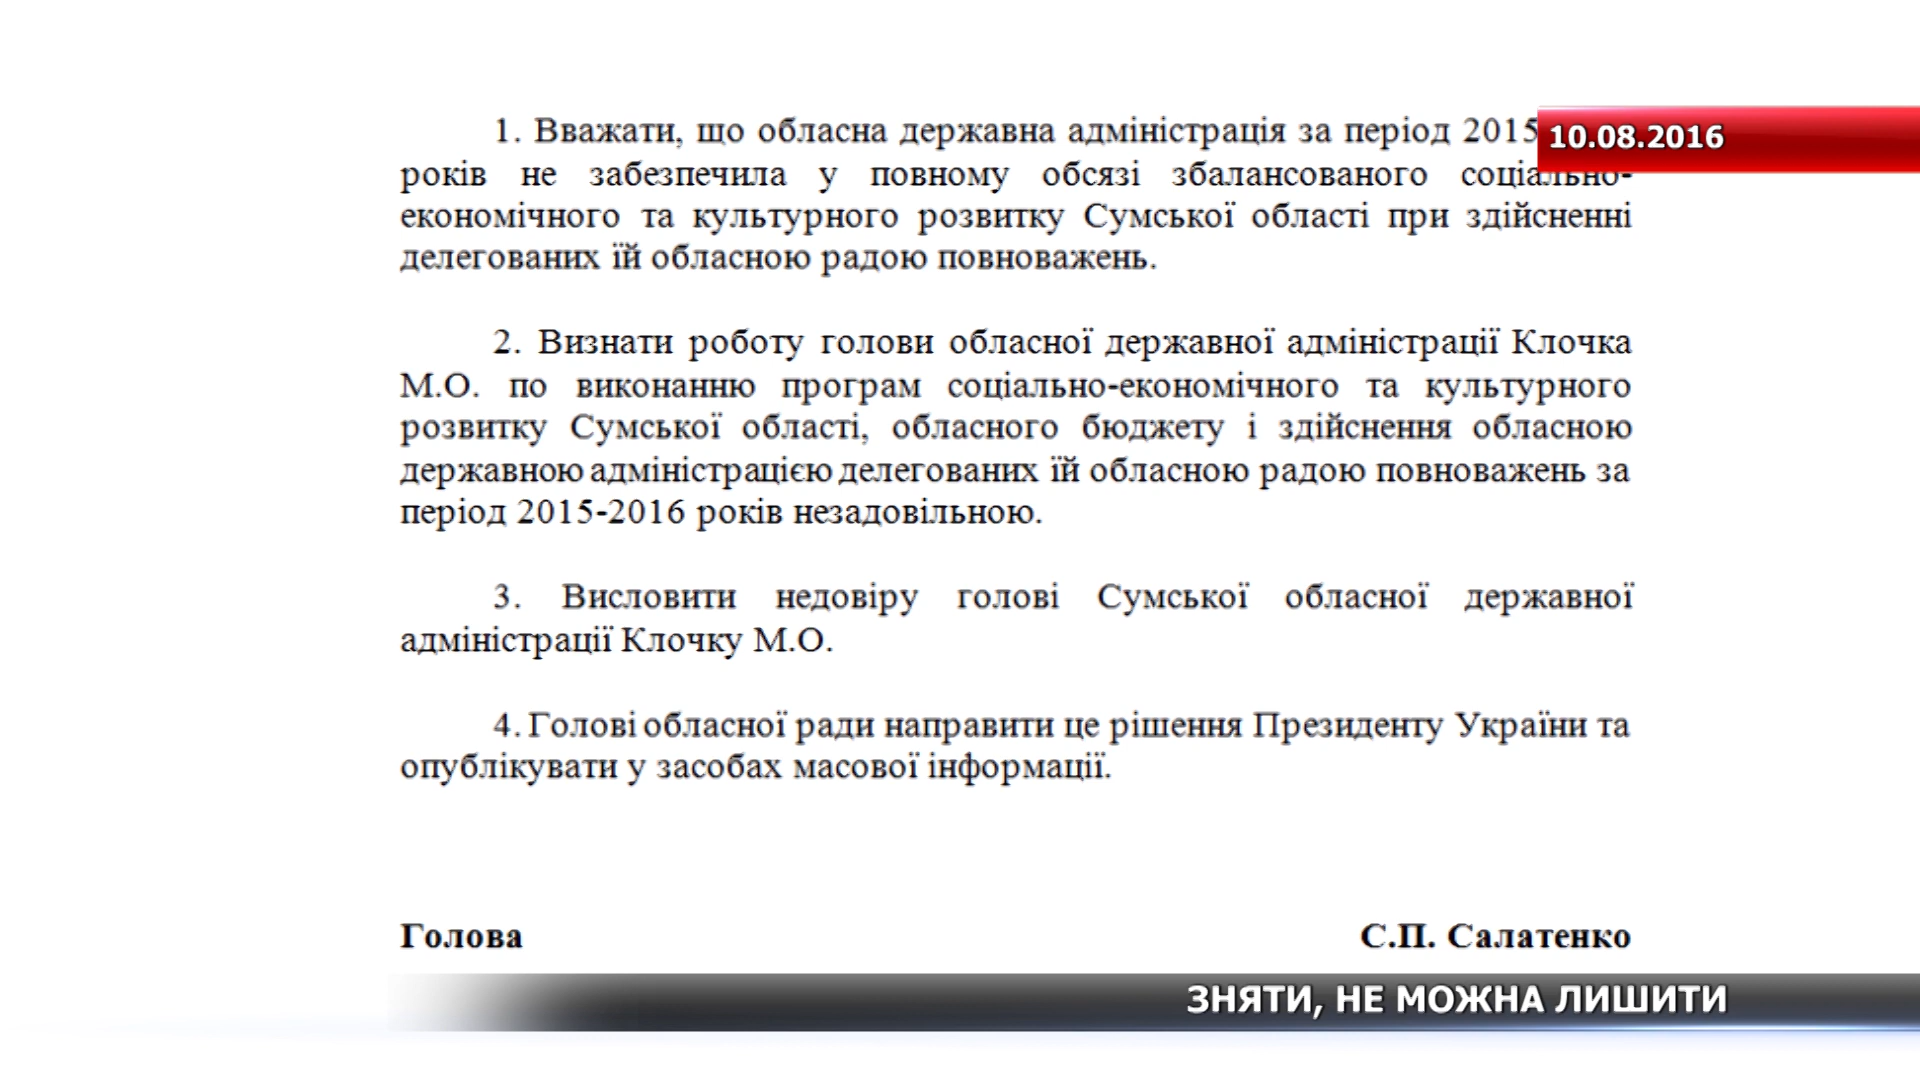 1. Вважати, що обласна державна адміністрація за період 2015
10.08.2016
років не забезпечила у повному обсязі збалансованого соціально-
економічного та культурного розвитку Сумської області при здійсненні
делегованих їй обласною радою повноважень.
2. Визнати роботу голови обласної державної адміністрації Клочка
М.О. по виконанню програм соціально-економічного та культурного
розвитку Сумської області, обласного бюджету і здійснення обласною
державною адміністрацією делегованих їй обласною радою повноважень за
період 2015-2016 років незадовільною.
3. Висловити недовіру голові Сумської обласної державної
адміністрації Клочку М.О.
4. Голові обласної ради направити це рішення Президенту України та
опублікувати у засобах масової інформації.
Голова С.П. Салатенко
ЗНЯТИ, НЕ МОЖНА ЛИШИТИ